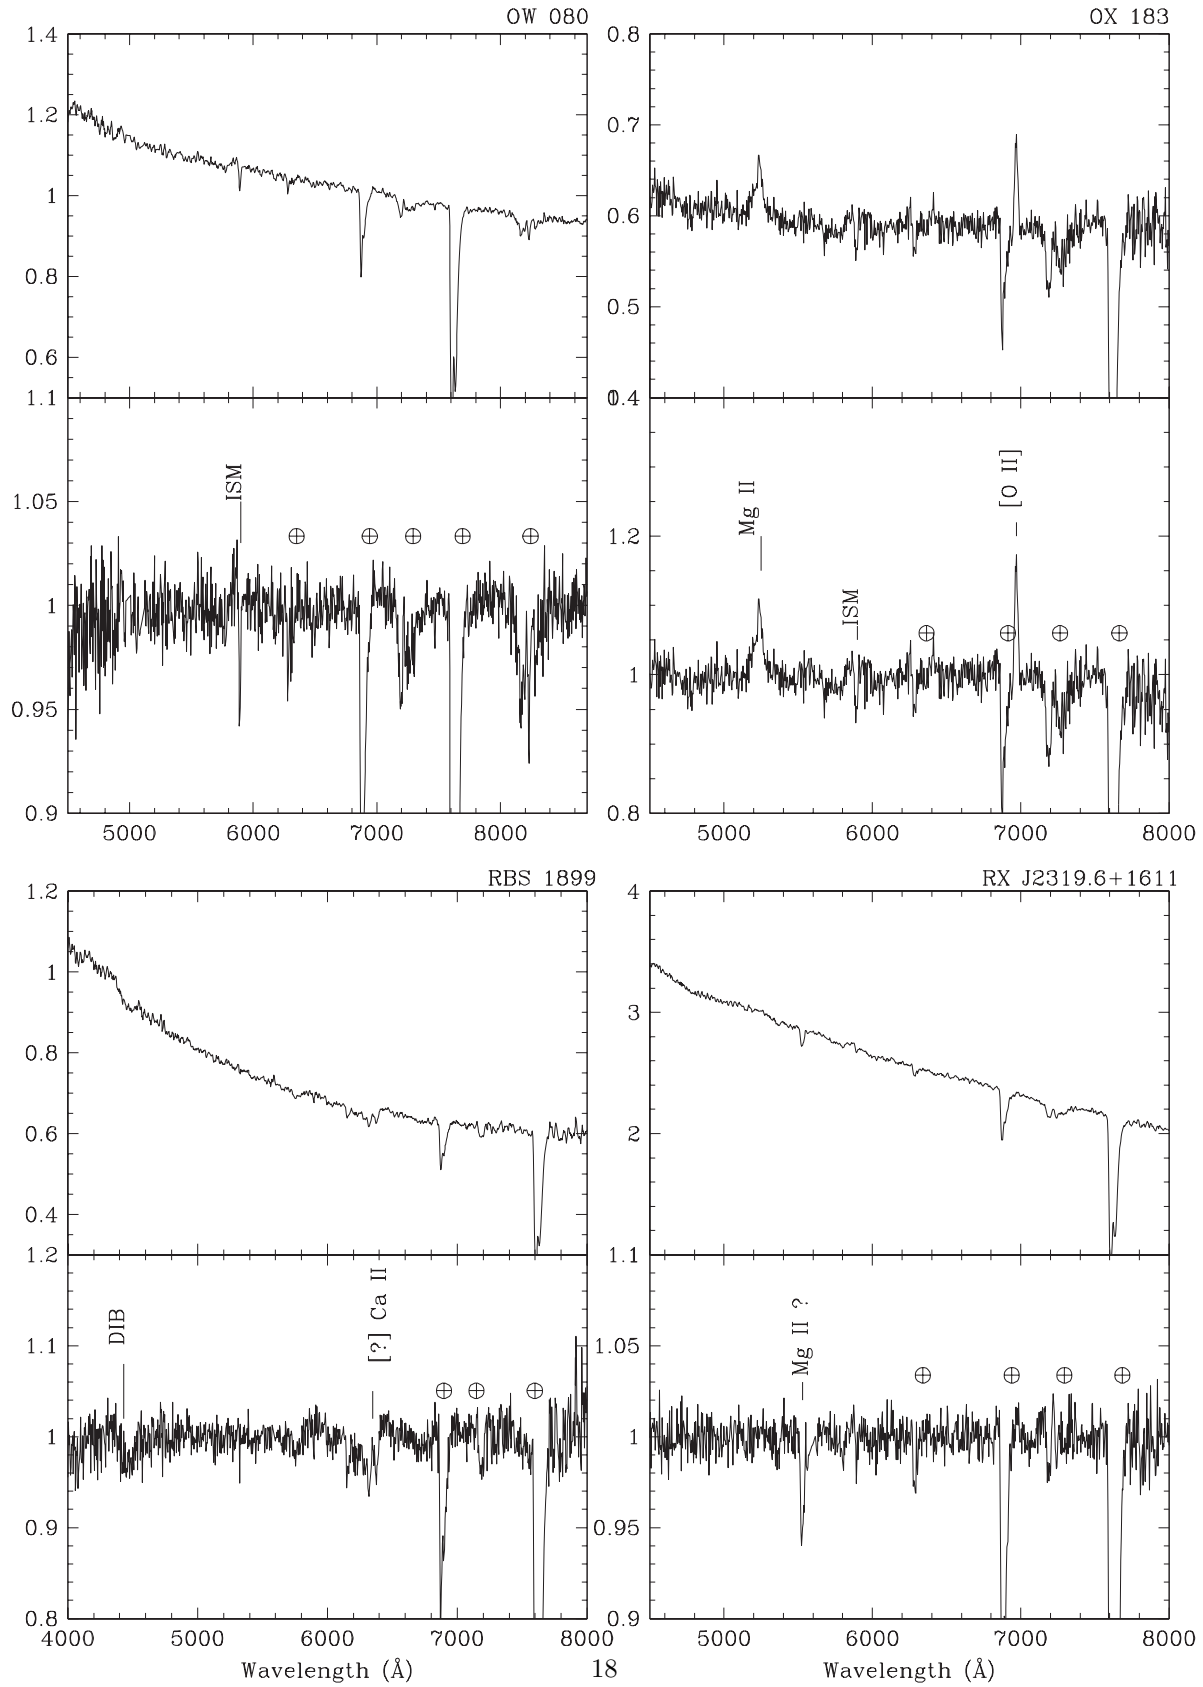 OW 080
1.4
1.2
1
0.8
0.6
1.1
ISM
1.05
1
0.95
0.9
5000 6000 7000 8000
OX 183
0.8
0.7
0.6
0.5
0.4
Mg II
ISM
[O II]
1.2
1
0.8
5000 6000 7000 8000
RBS 1899
1.2
1
0.8
0.6
0.4
1.2
DIB
[?] Ca II
1.1
1
0.9
0.8
4000 5000 6000 7000 8000
Wavelength (Å)
RX J2319.6+1611
4
3
2
1.1
Mg II ?
1.05
1
0.95
0.9
5000 6000 7000 8000
Wavelength (Å)
18